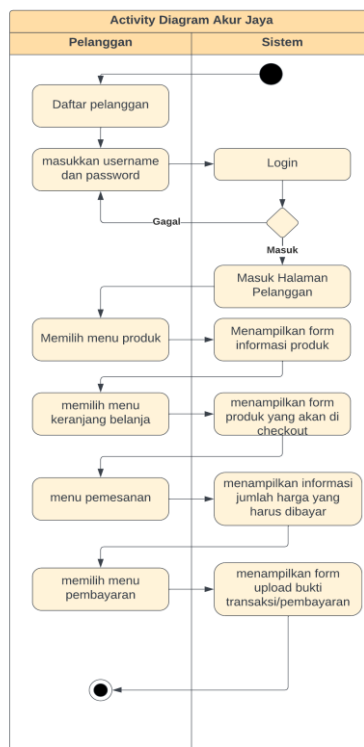 Activity Diagram Akur Jaya
Pelanggan
Sistem
Daftar pelanggan
masukkan username
dan password
Login
Gagal
Masuk
Masuk Halaman
Pelanggan
Memilih menu produk
Menampilkan form
informasi produk
memilih menu
keranjang belanja
menampilkan form
produk yang akan di
checkout
menu pemesanan
menampilkan informasi
jumlah harga yang
harus dibayar
memilih menu
pembayaran
menampilkan form
upload bukti
transaksi/pembayaran